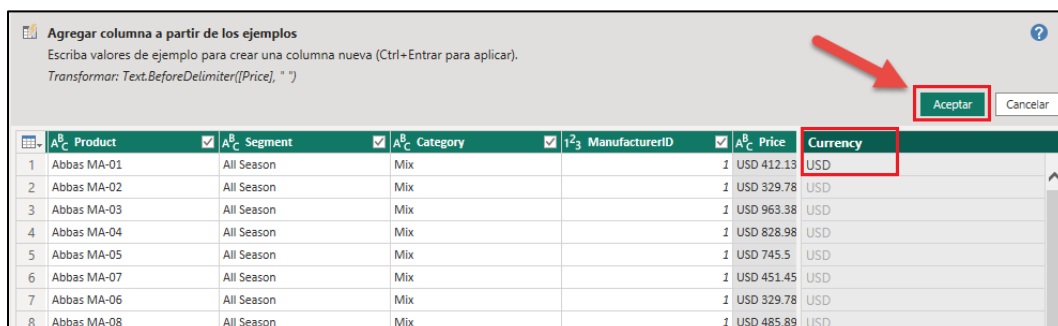 Agregar columna a partir de los ejemplos
Escriba valores de ejemplo para crear una columna nueva (Ctrl+Entrar para aplicar).
Transformar: Text.BeforeDelimiter([Price], " ")
Aceptar Cancelar
ABC Product ABC Segment ABC Category 123 ManufacturerID ABC Price Currency
1 Abbas MA-01 All Season Mix 1 USD 412.13 USD
2 Abbas MA-02 All Season Mix 1 USD 329.78 USD
3 Abbas MA-03 All Season Mix 1 USD 963.38 USD
4 Abbas MA-04 All Season Mix 1 USD 828.98 USD
5 Abbas MA-05 All Season Mix 1 USD 745.5 USD
6 Abbas MA-07 All Season Mix 1 USD 451.45 USD
7 Abbas MA-06 All Season Mix 1 USD 329.78 USD
8 Abbas MA-08 All Season Mix 1 USD 485.89 USD